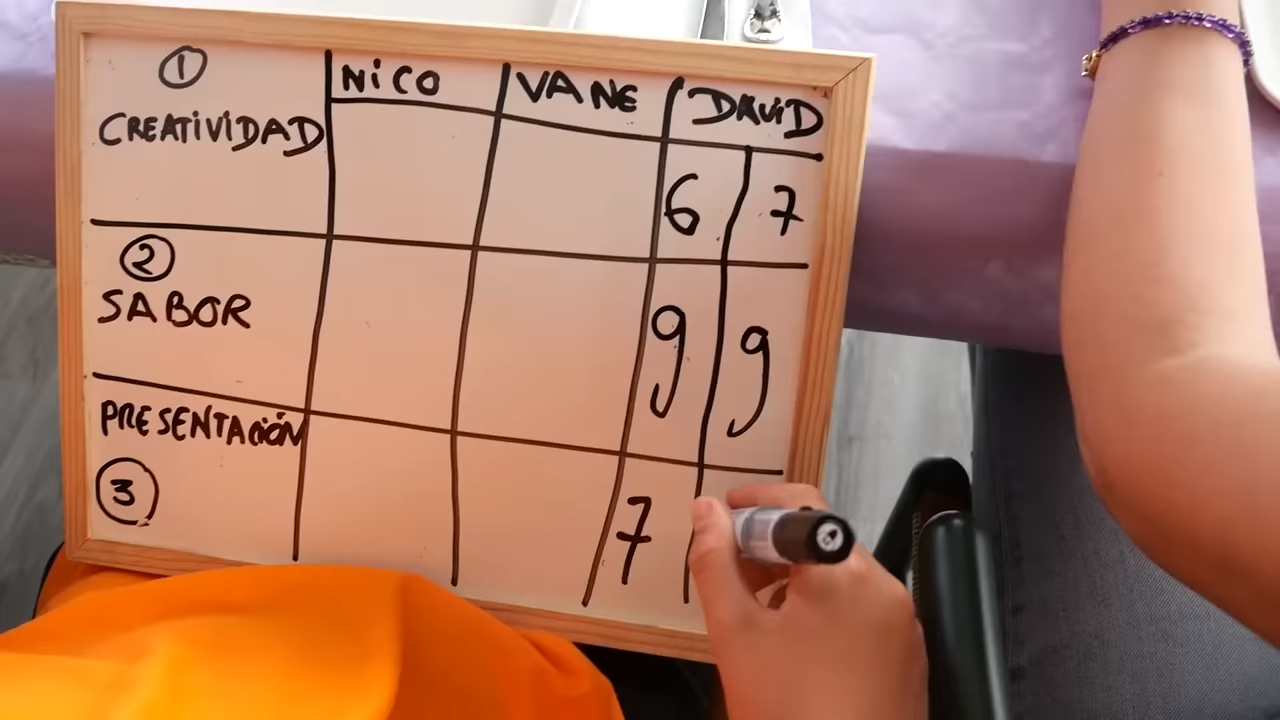 ①
CREATIVIDAD
NICO
VANE
DAVID
6
7
②
SABOR
9
9
PRESENTACIÓN
③
7